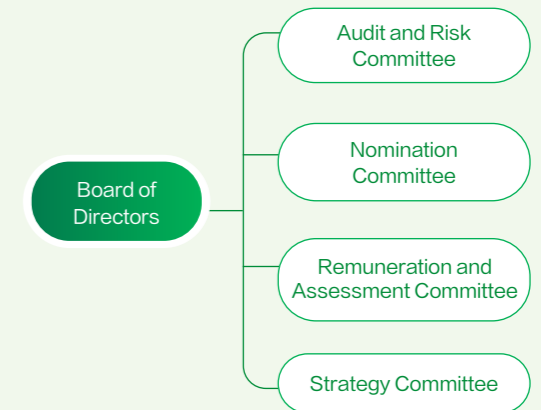 Audit and Risk
Committee
Nomination
Committee
Board of
Directors
Remuneration and
Assessment Committee
Strategy Committee